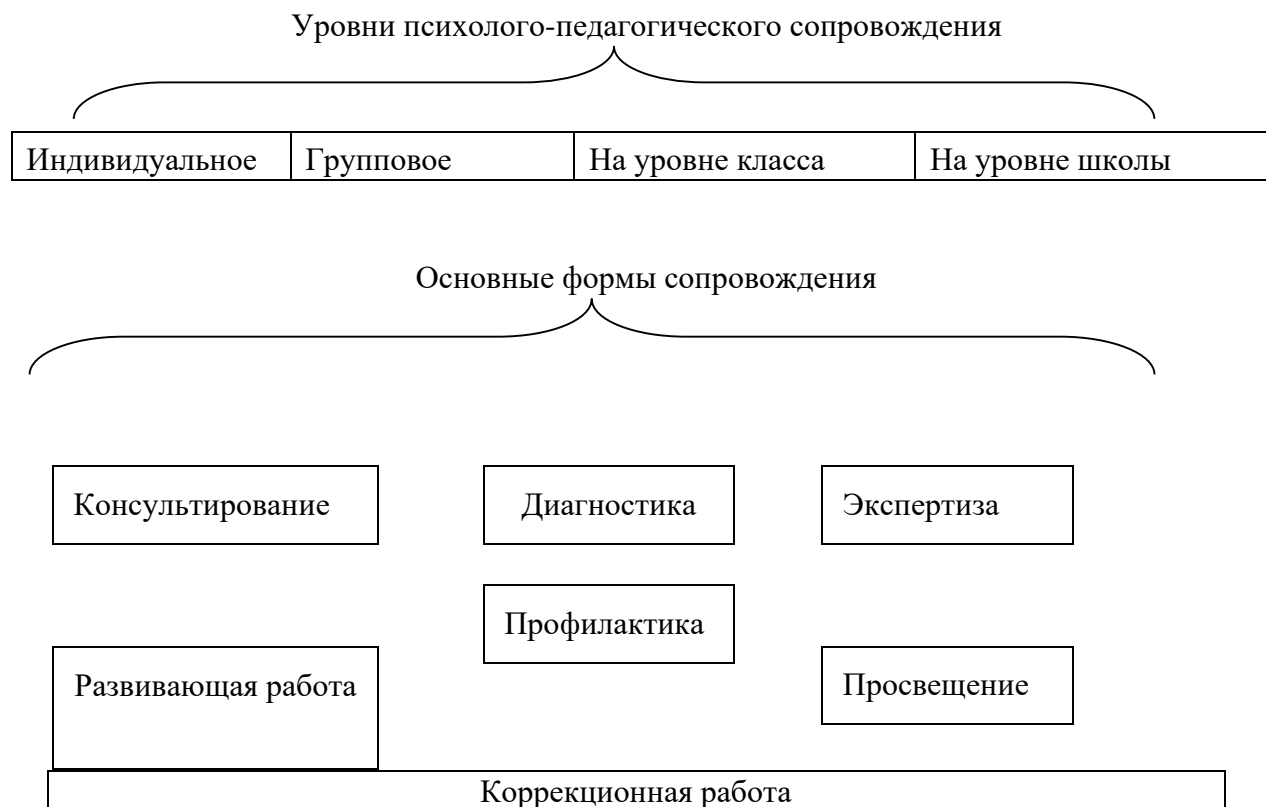 Уровни психолого-педагогического сопровождения
Индивидуальное Групповое На уровне класса На уровне школы
Основные формы сопровождения
Консультирование Диагностика Экспертиза
Профилактика
Развивающая работа Просвещение
Коррекционная работа